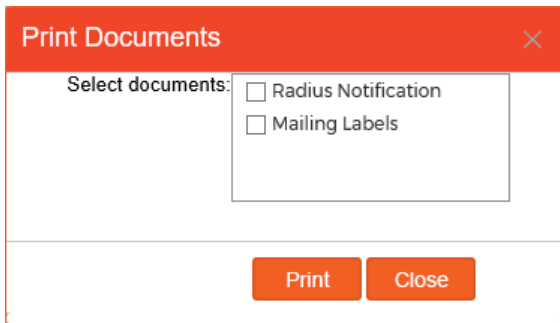 Print Documents
Select documents:
Radius Notification
Mailing Labels
Print Close